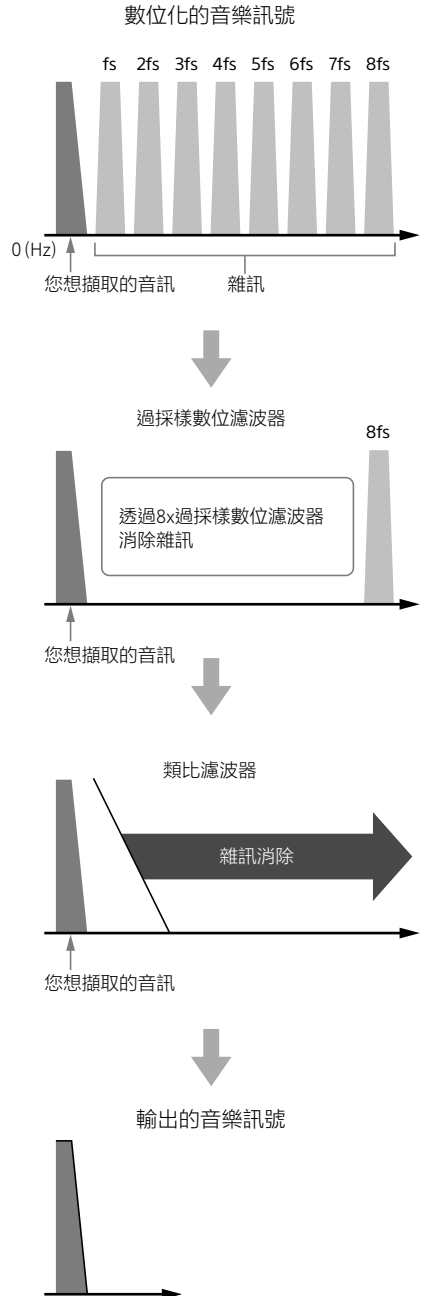 數位化的音樂訊號
fs 2fs 3fs 4fs 5fs 6fs 7fs 8fs
0 (Hz)
您想擷取的音訊 雜訊
過採樣數位濾波器
8fs
透過8x過採樣數位濾波器
消除雜訊
您想擷取的音訊
類比濾波器
雜訊消除
您想擷取的音訊
輸出的音樂訊號